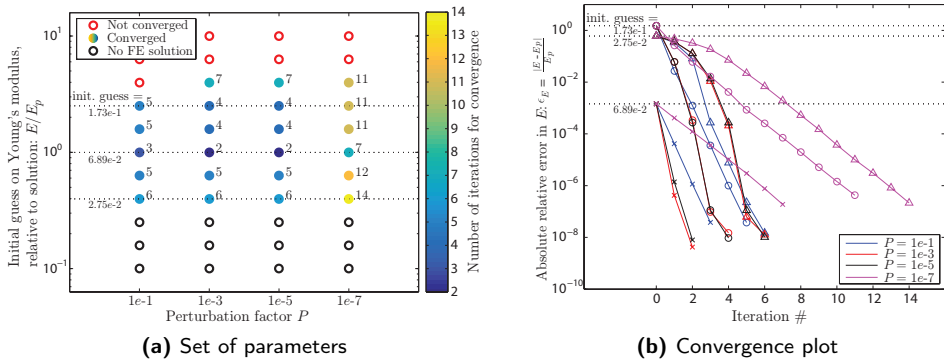 Not converged
Converged
No FE solution
init. guess =
1.73e-1
6.89e-2
2.75e-2
Initial guess on Young's modulus,
relative to solution: E/E_p
10^1
10^0
10^-1
7 7 11
5 4 4 11
5 4 4 11
3 2 2 7
5 4 4 12
6 6 6 14
1e-1 1e-3 1e-5 1e-7
Perturbation factor P
14
13
12
11
10
9
8
7
6
5
4
3
2
Number of iterations for convergence
(a) Set of parameters
init. guess =
1.73e-1
2.75e-2
6.89e-2
Absolute relative error in E: ϵ_E = |E-E_p|/E_p
10^0
10^-2
10^-4
10^-6
10^-8
10^-10
0 2 4 6 8 10 12 14
Iteration #
P = 1e-1
P = 1e-3
P = 1e-5
P = 1e-7
(b) Convergence plot